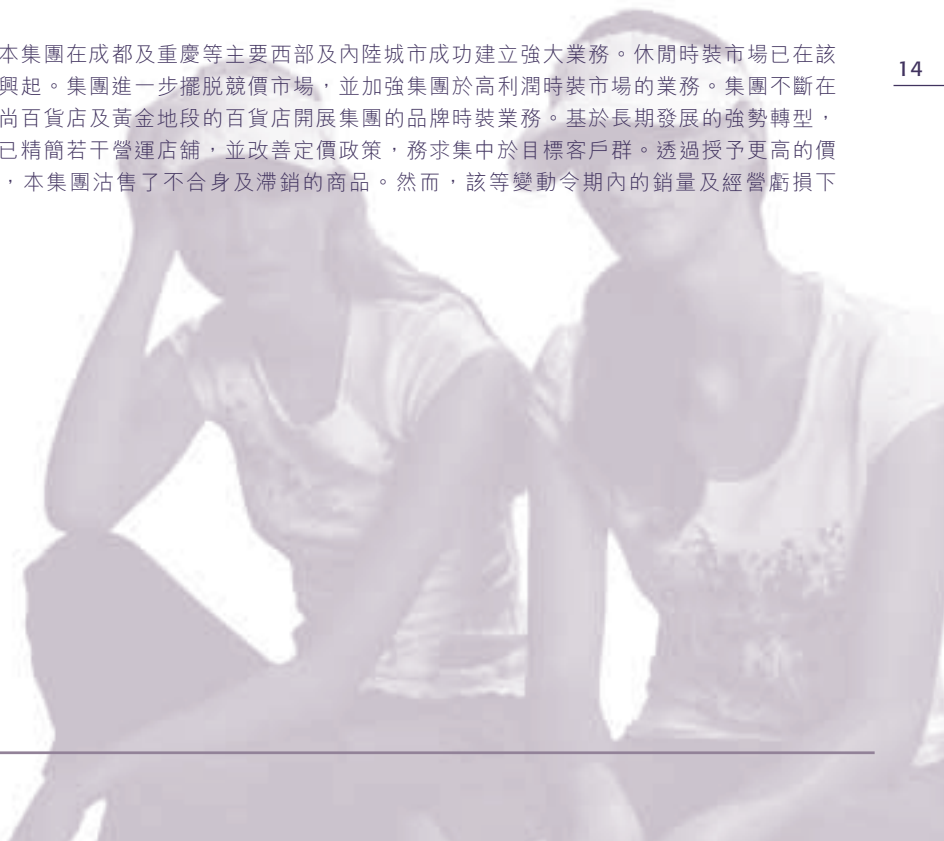 本集團在成都及重慶等主要西部及內陸城市成功建立強大業務。休閒時裝市場已在該
興起。集團進一步擺脫競價市場，並加強集團於高利潤時裝市場的業務。集團不斷在
尚百貨店及黃金地段的百貨店開展集團的品牌時裝業務。基於長期發展的強勢轉型，
已精簡若干營運店舖，並改善定價政策，務求集中於目標客戶群。透過授予更高的價
，本集團沽售了不合身及滯銷的商品。然而，該等變動令期內的銷量及經營虧損下
14